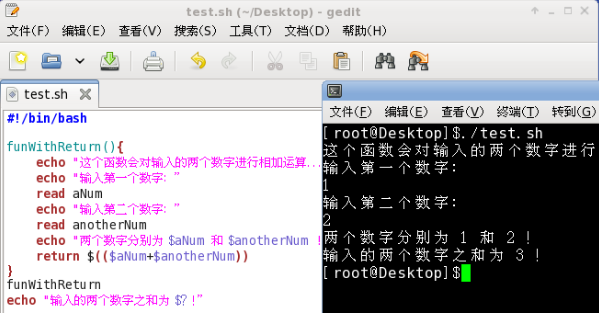 test.sh (~/Desktop) - gedit
文件(F) 编辑(E) 查看(V) 搜索(S) 工具(T) 文档(D) 帮助(H)
test.sh
#!/bin/bash
funWithReturn(){
echo "这个函数会对输入的两个数字进行相加运算...
echo "输入第一个数字: "
read aNum
echo "输入第二个数字: "
read anotherNum
echo "两个数字分别为 $aNum 和 $anotherNum !
return $(($aNum+$anotherNum))
}
funWithReturn
echo "输入的两个数字之和为 $? !"
文件(F) 编辑(E) 查看(V) 终端(T) 转到(G)
[root@Desktop]$./test.sh
这个函数会对输入的两个数字进行
输入第一个数字:
1
输入第二个数字:
2
两个数字分别为 1 和 2 !
输入的两个数字之和为 3 !
[root@Desktop]$